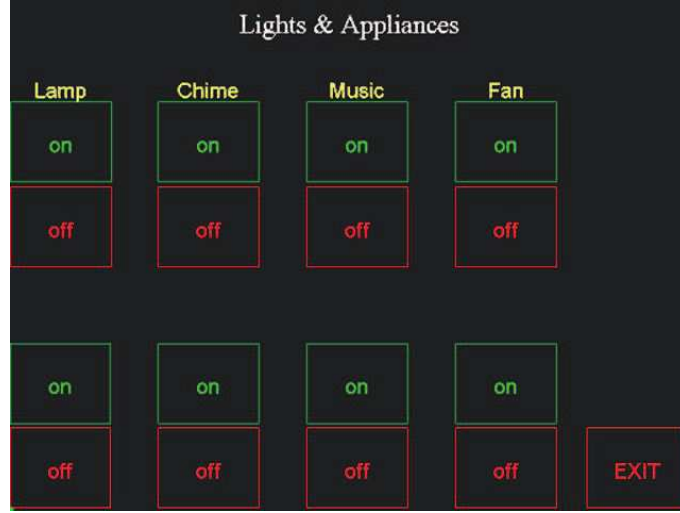 Lights & Appliances
Lamp Chime Music Fan
on on on on
off off off off
on on on on
off off off off EXIT